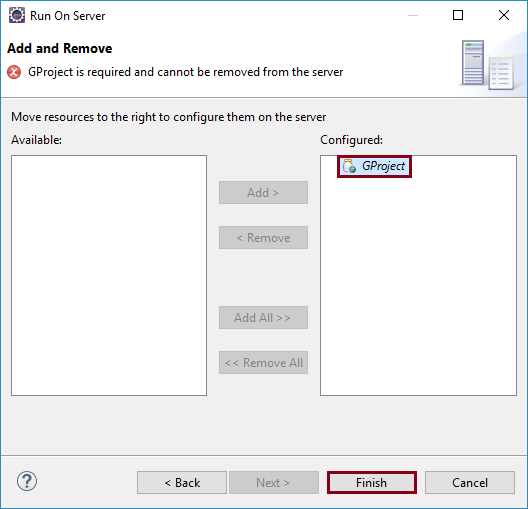 Run On Server
Add and Remove
GProject is required and cannot be removed from the server
Move resources to the right to configure them on the server
Available:
Configured:
GProject
Add >
< Remove
Add All >>
<< Remove All
?
< Back
Next >
Finish
Cancel